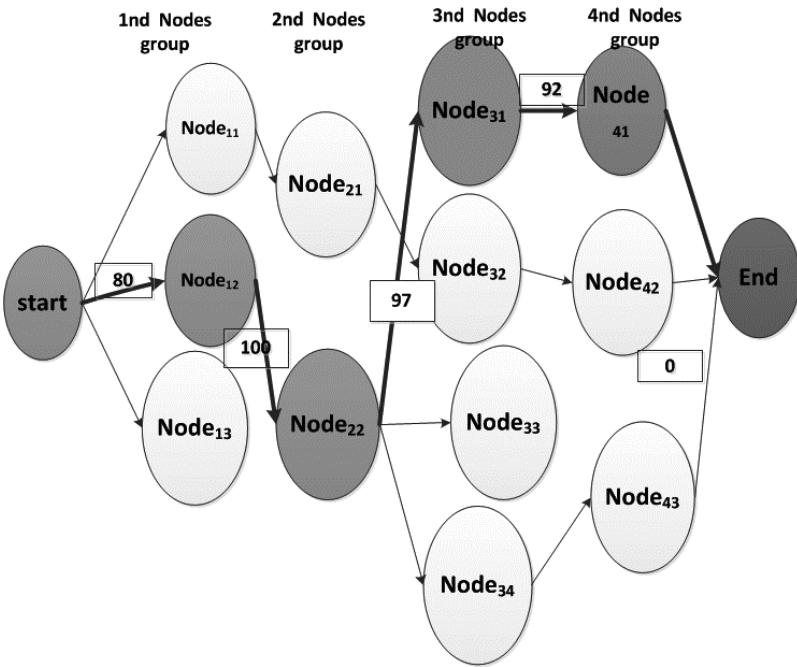 1nd Nodes group
2nd Nodes group
3nd Nodes group
4nd Nodes group
Node₁₁
Node₂₁
Node₃₁
92
Node
41
start
80
Node₁₂
100
97
Node₃₂
Node₄₂
End
0
Node₁₃
Node₂₂
Node₃₃
Node₄₃
Node₃₄